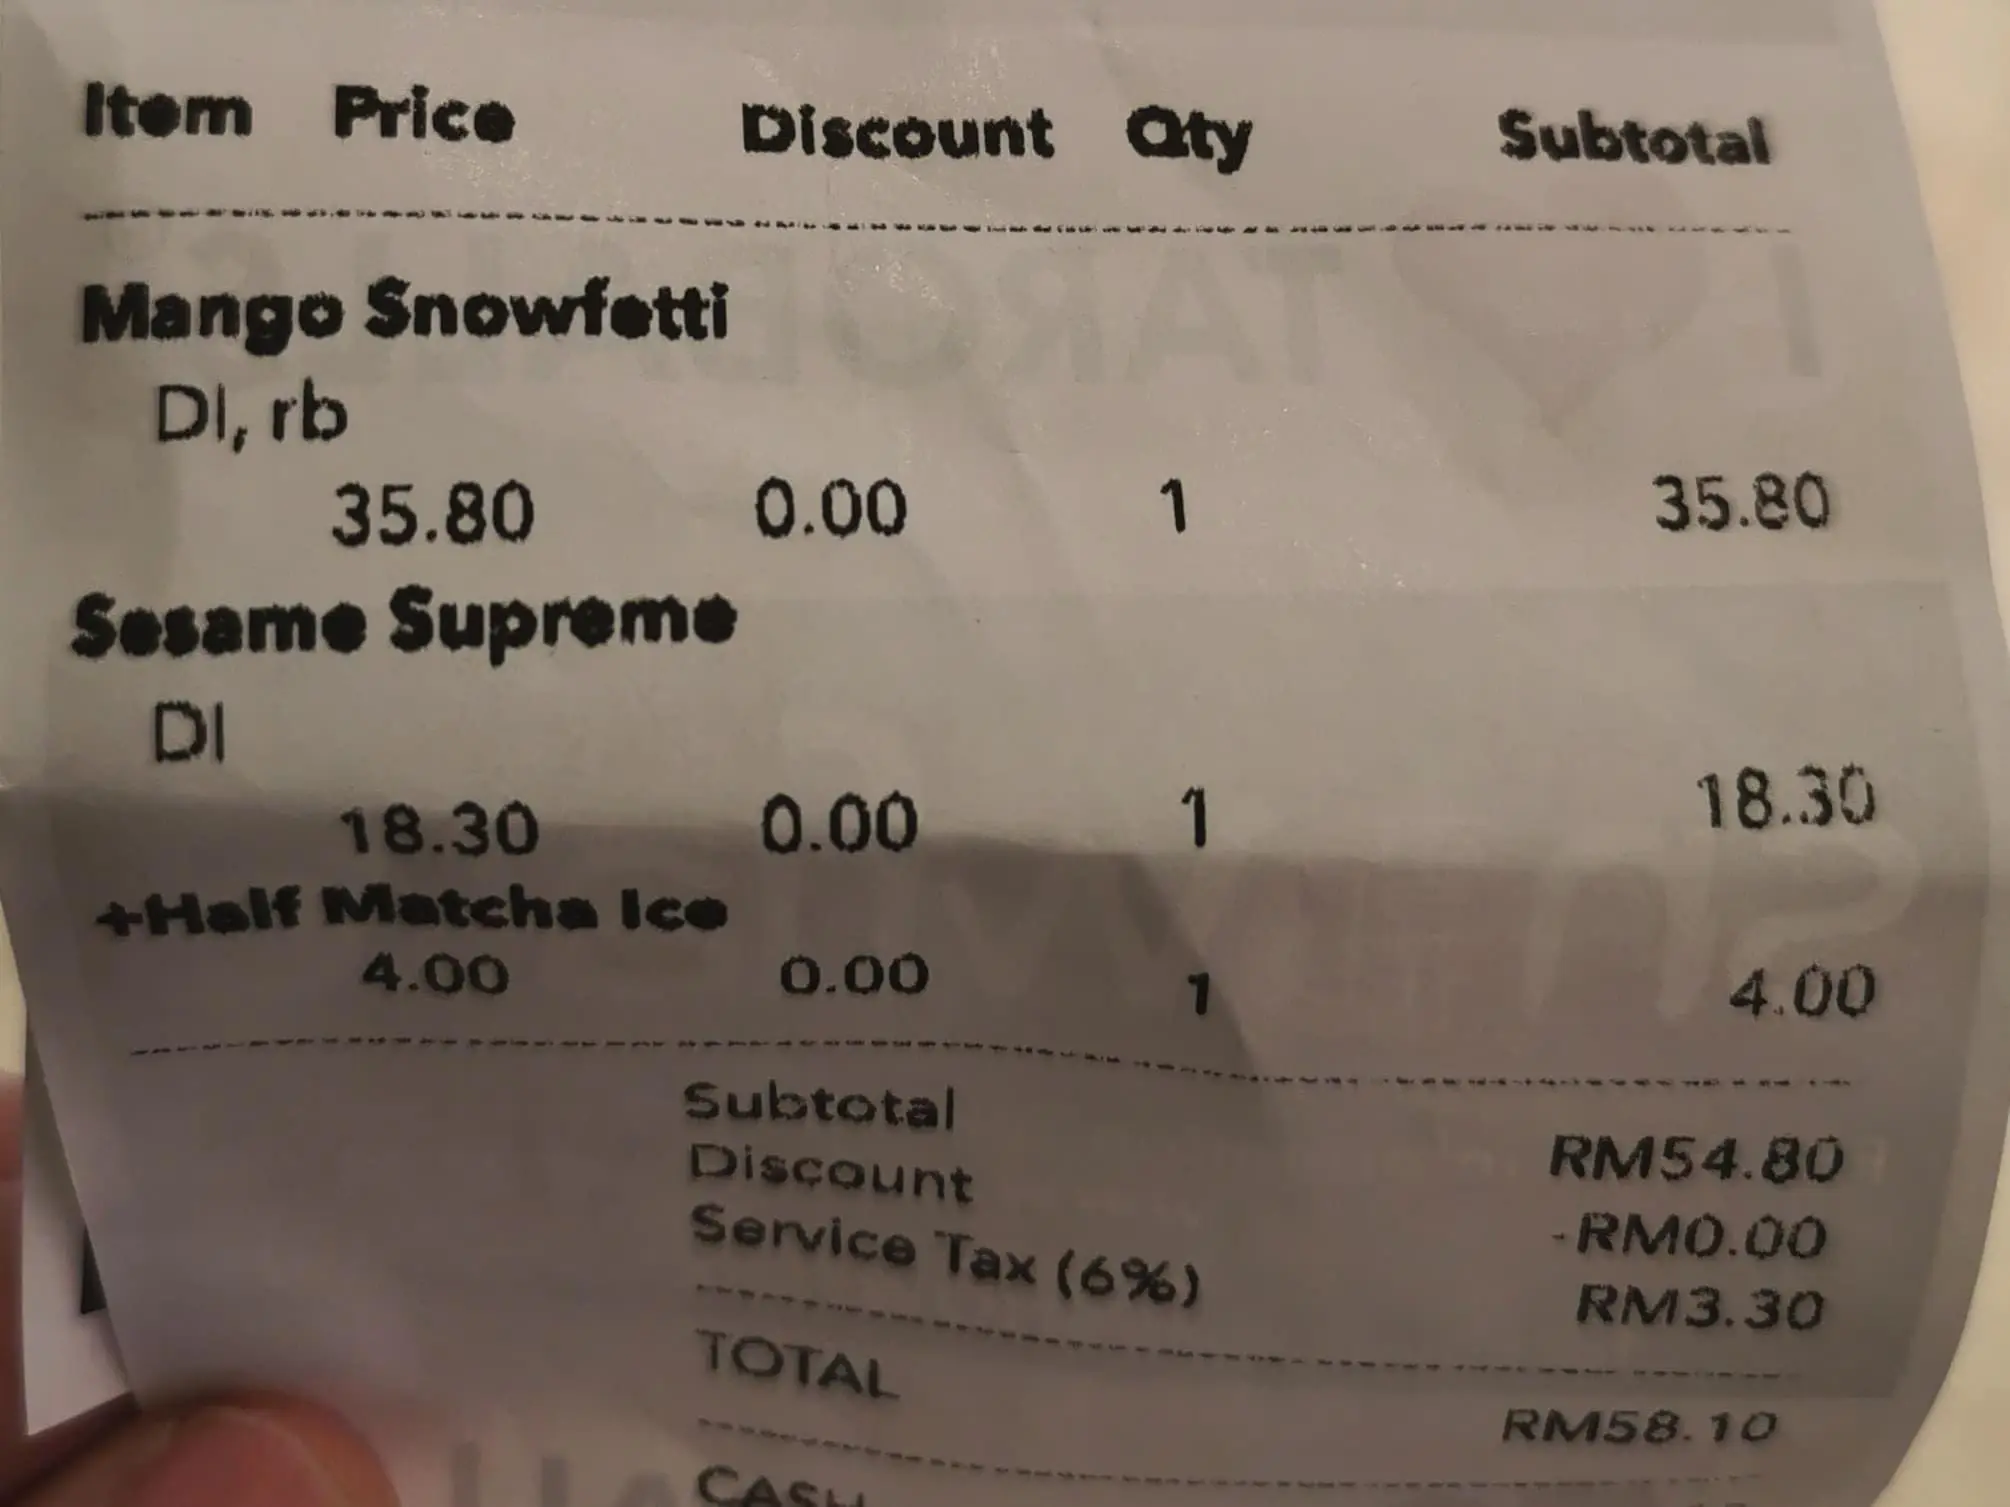 Item Price Discount Qty Subtotal
Mango Snowfetti
DI, rb
35.80 0.00 1 35.80
Sesame Supreme
DI
18.30 0.00 1 18.30
+Half Matcha Ice
4.00 0.00 1 4.00
Subtotal RM54.80
Discount -RM0.00
Service Tax (6%) RM3.30
TOTAL RM58.10
CASH